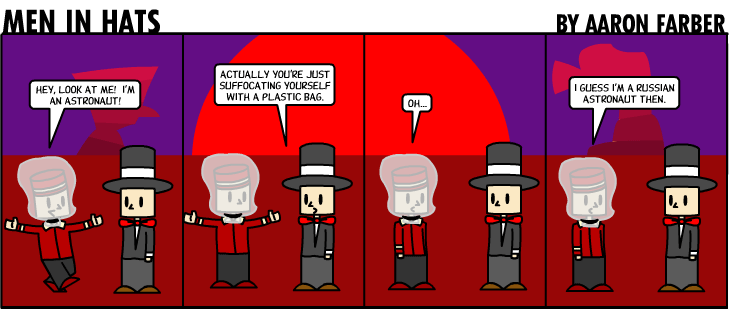 MEN IN HATS
BY AARON FARBER
HEY, LOOK AT ME! I'M
AN ASTRONAUT!
ACTUALLY YOU'RE JUST
SUFFOCATING YOURSELF
WITH A PLASTIC BAG.
OH...
I GUESS I'M A RUSSIAN
ASTRONAUT THEN.